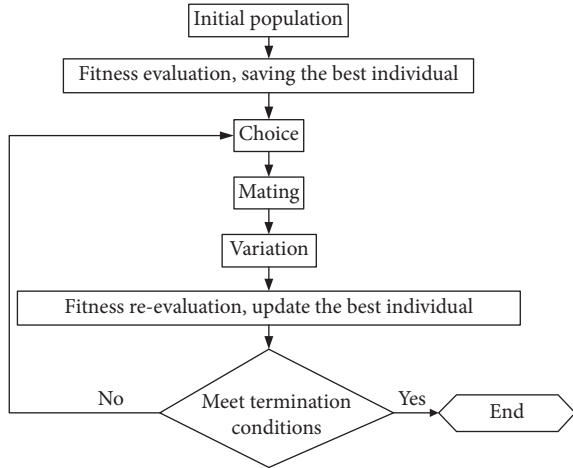 Initial population
Fitness evaluation, saving the best individual
Choice
Mating
Variation
Fitness re-evaluation, update the best individual
No
Meet termination
conditions
Yes
End